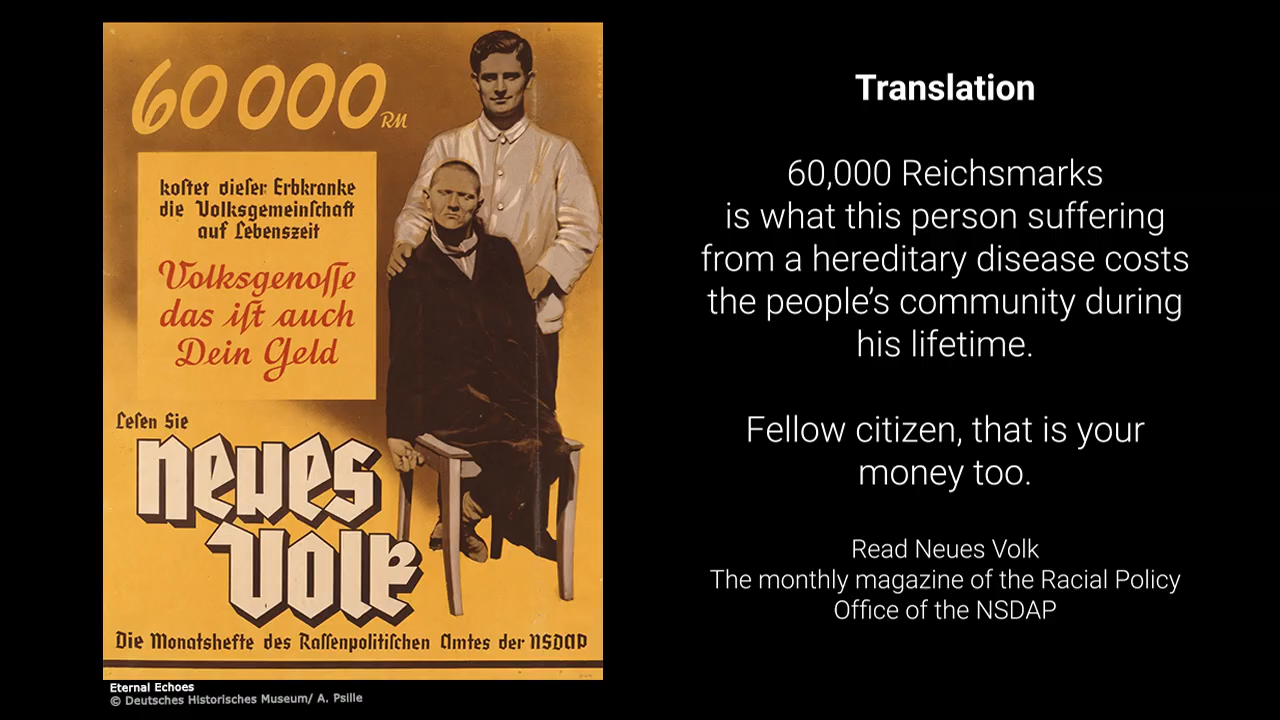 60000 RM
kostet dieser Erbkranke
die Volksgemeinschaft
auf Lebenszeit
Volksgenosse
das ist auch
Dein Geld
Lesen Sie
neues
Volk
Die Monatshefte des Rassenpolitischen Amtes der NSDAP
Eternal Echoes
© Deutsches Historisches Museum/ A. Psille
Translation
60,000 Reichsmarks
is what this person suffering
from a hereditary disease costs
the people’s community during
his lifetime.
Fellow citizen, that is your
money too.
Read Neues Volk
The monthly magazine of the Racial Policy
Office of the NSDAP